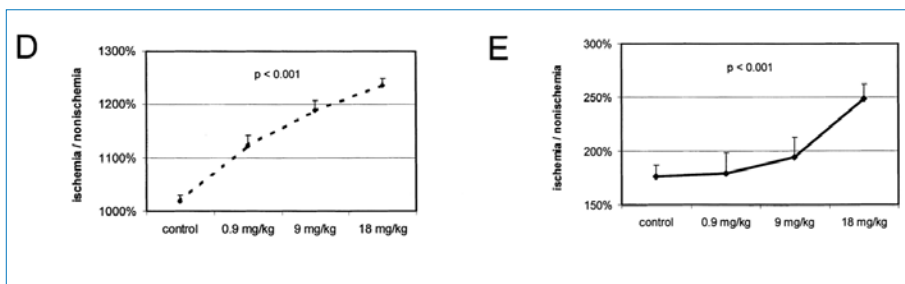 D
ischemia / nonischemia
1300%
1200%
1100%
1000%
p < 0.001
control 0.9 mg/kg 9 mg/kg 18 mg/kg
E
ischemia / nonischemia
300%
250%
200%
150%
p < 0.001
control 0.9 mg/kg 9 mg/kg 18 mg/kg